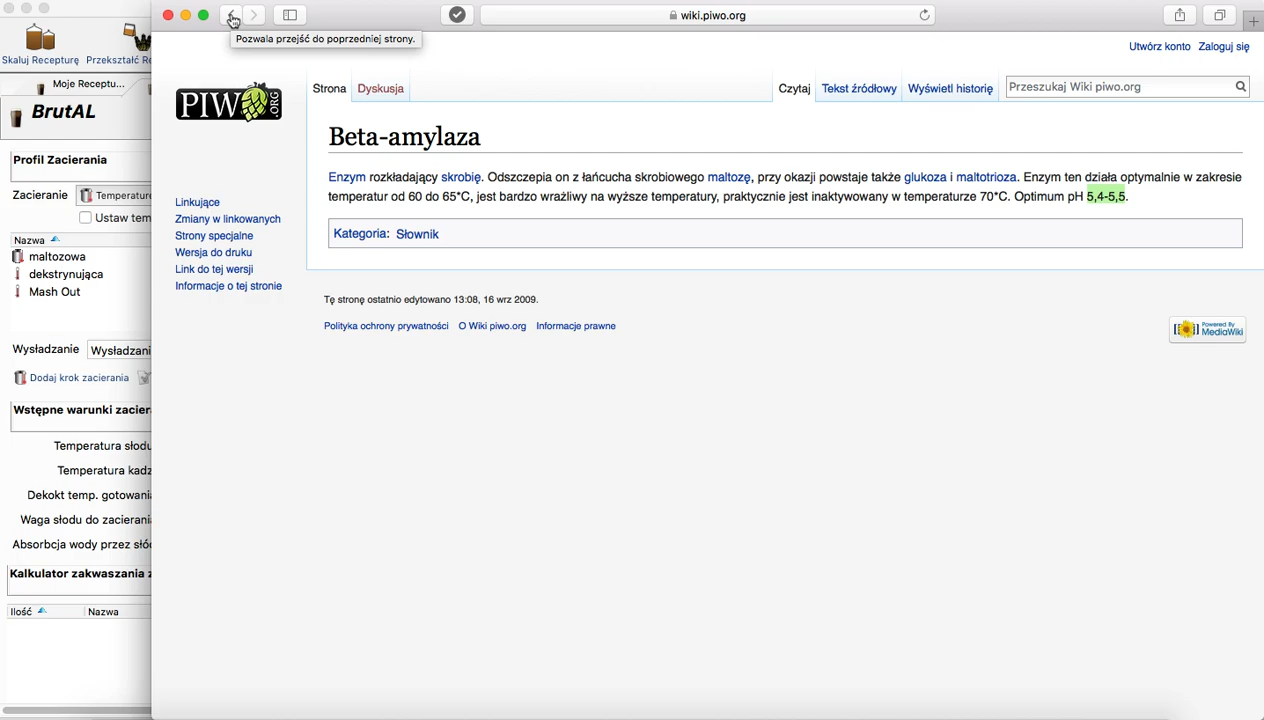 wiki.piwo.org
Pozwala przejść do poprzedniej strony.
Skaluj Recepturę
Przekształć Re
Moje Receptu...
BrutAL
Profil Zacierania
Zacieranie
Temperature
Ustaw tem
Nazwa
maltozowa
dekstrynująca
Mash Out
Wysładzanie
Wysładzani
Dodaj krok zacierania
Wstępne warunki zacier
Temperatura słodu
Temperatura kadz
Dekokt temp. gotowani
Waga słodu do zacierani
Absorbcja wody przez słó
Kalkulator zakwaszania z
Ilość
Nazwa
Utwórz konto Zaloguj się
PIWO.ORG
Strona
Dyskusja
Czytaj
Tekst źródłowy
Wyświetl historię
Przeszukaj Wiki piwo.org
Beta-amylaza
Enzym rozkładający skrobię. Odszczepia on z łańcucha skrobiowego maltozę, przy okazji powstaje także glukoza i maltotrioza. Enzym ten działa optymalnie w zakresie
temperatur od 60 do 65°C, jest bardzo wrażliwy na wyższe temperatury, praktycznie jest inaktywowany w temperaturze 70°C. Optimum pH 5,4-5,5.
Kategoria: Słownik
Linkujące
Zmiany w linkowanych
Strony specjalne
Wersja do druku
Link do tej wersji
Informacje o tej stronie
Tę stronę ostatnio edytowano 13:08, 16 wrz 2009.
Polityka ochrony prywatności O Wiki piwo.org Informacje prawne
Powered By
MediaWiki